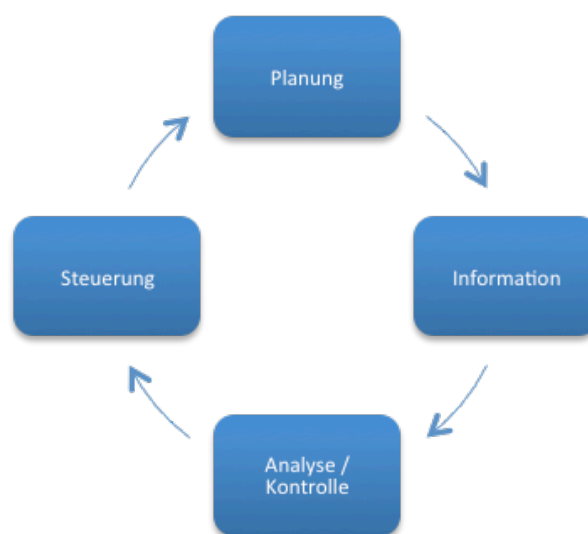 Planung
Information
Analyse /
Kontrolle
Steuerung